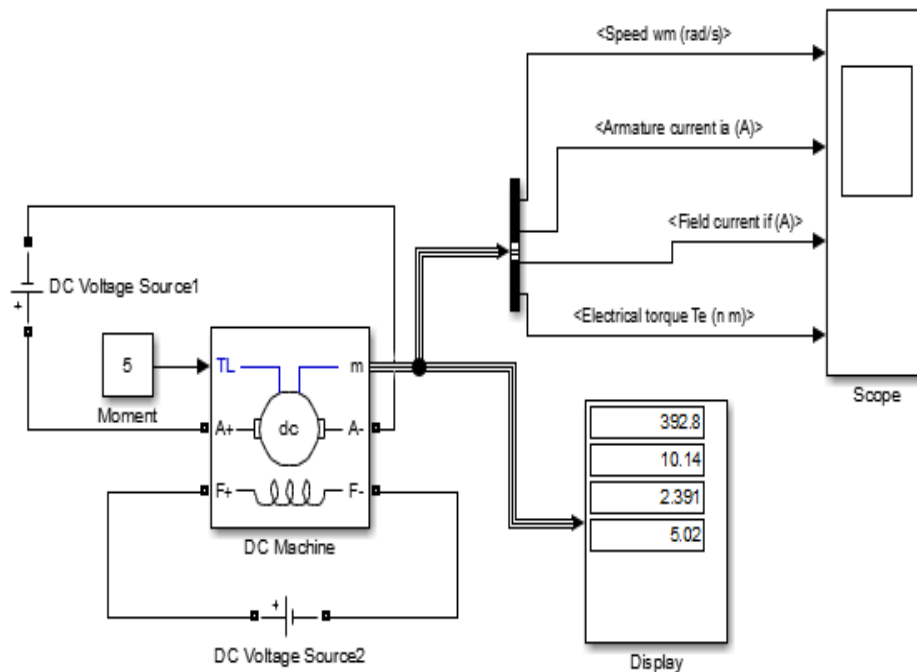 <Speed wm (rad/s)>
<Armature current ia (A)>
<Field current if (A)>
<Electrical torque Te (n m)>
Scope
DC Voltage Source1
+
5
Moment
TL
m
A+
dc
A-
F+
F-
DC Machine
+
DC Voltage Source2
392.8
10.14
2.391
5.02
Display